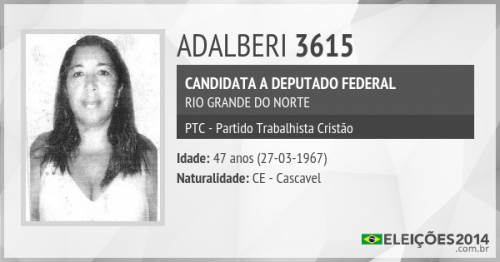 ADALBERI 3615
CANDIDATA A DEPUTADO FEDERAL
RIO GRANDE DO NORTE
PTC - Partido Trabalhista Cristão
Idade: 47 anos (27-03-1967)
Naturalidade: CE - Cascavel
ELEIÇÕES2014
.com.br